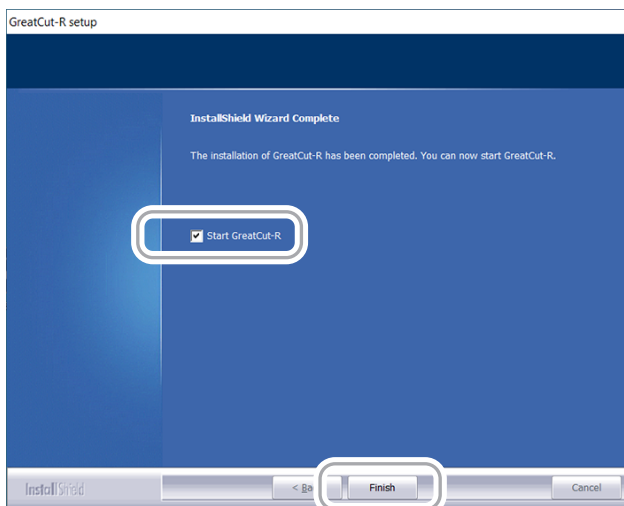 GreatCut-R setup
InstallShield Wizard Complete
The installation of GreatCut-R has been completed. You can now start GreatCut-R.
Start GreatCut-R
InstallShield
< Ba
Finish
Cancel